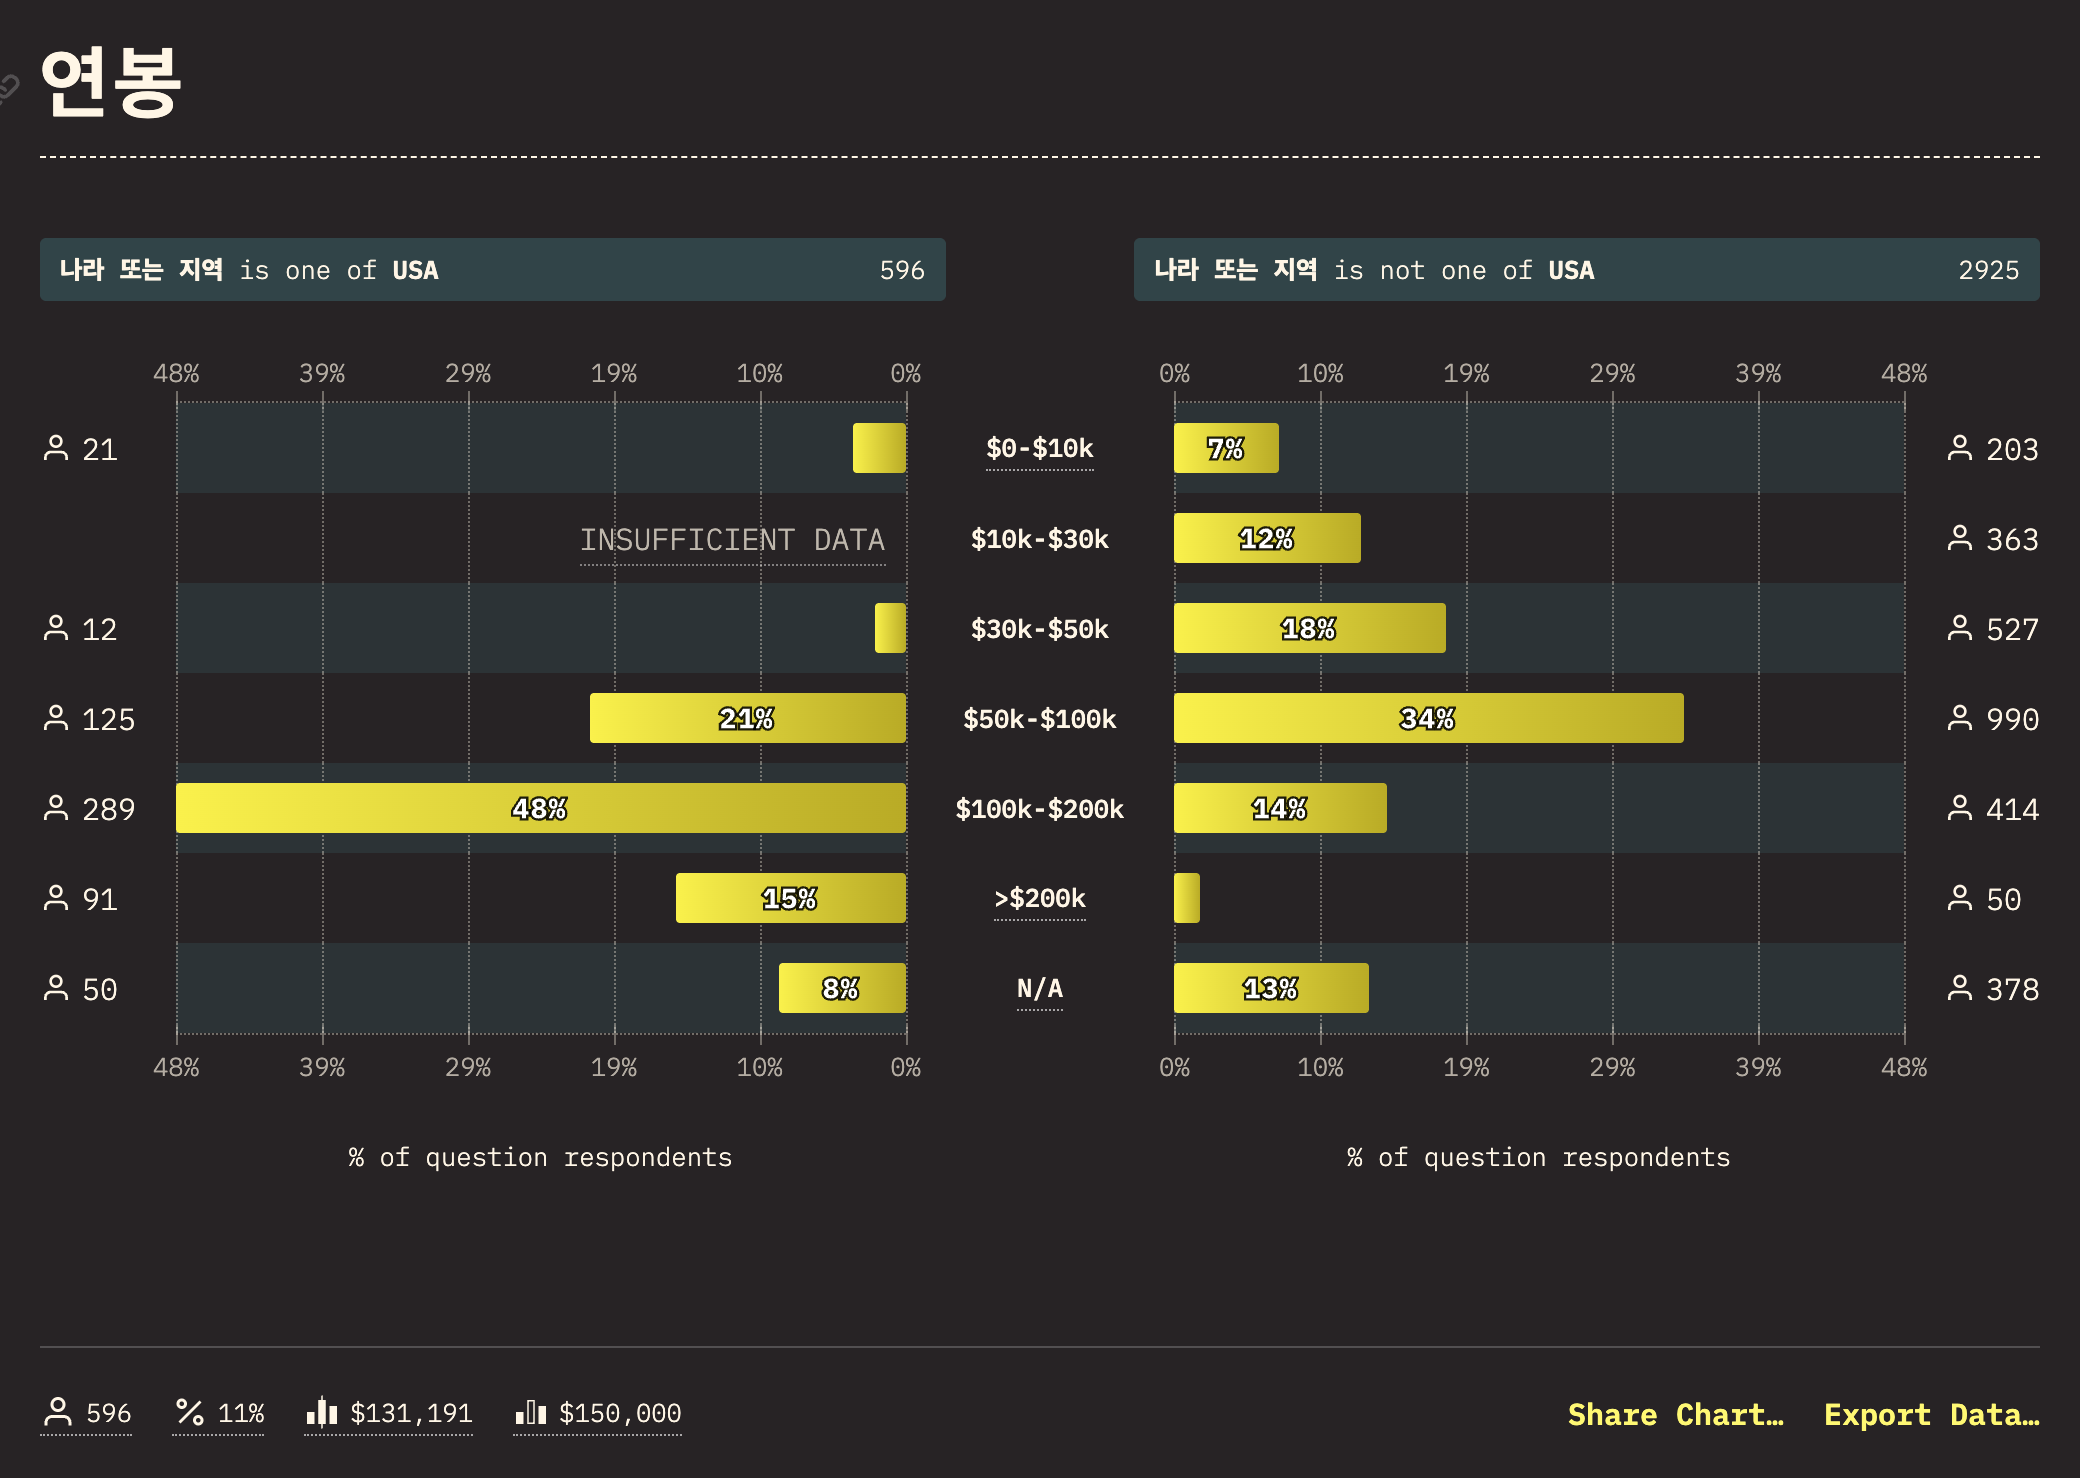 연봉
나라 또는 지역 is one of USA 596
나라 또는 지역 is not one of USA 2925
48% 39% 29% 19% 10% 0%
0% 10% 19% 29% 39% 48%
21 $0-$10k 7% 203
INSUFFICIENT DATA $10k-$30k 12% 363
12 $30k-$50k 18% 527
125 21% $50k-$100k 34% 990
289 48% $100k-$200k 14% 414
91 15% >$200k 50
50 8% N/A 13% 378
48% 39% 29% 19% 10% 0%
0% 10% 19% 29% 39% 48%
% of question respondents
% of question respondents
596 11% $131,191 $150,000
Share Chart… Export Data…